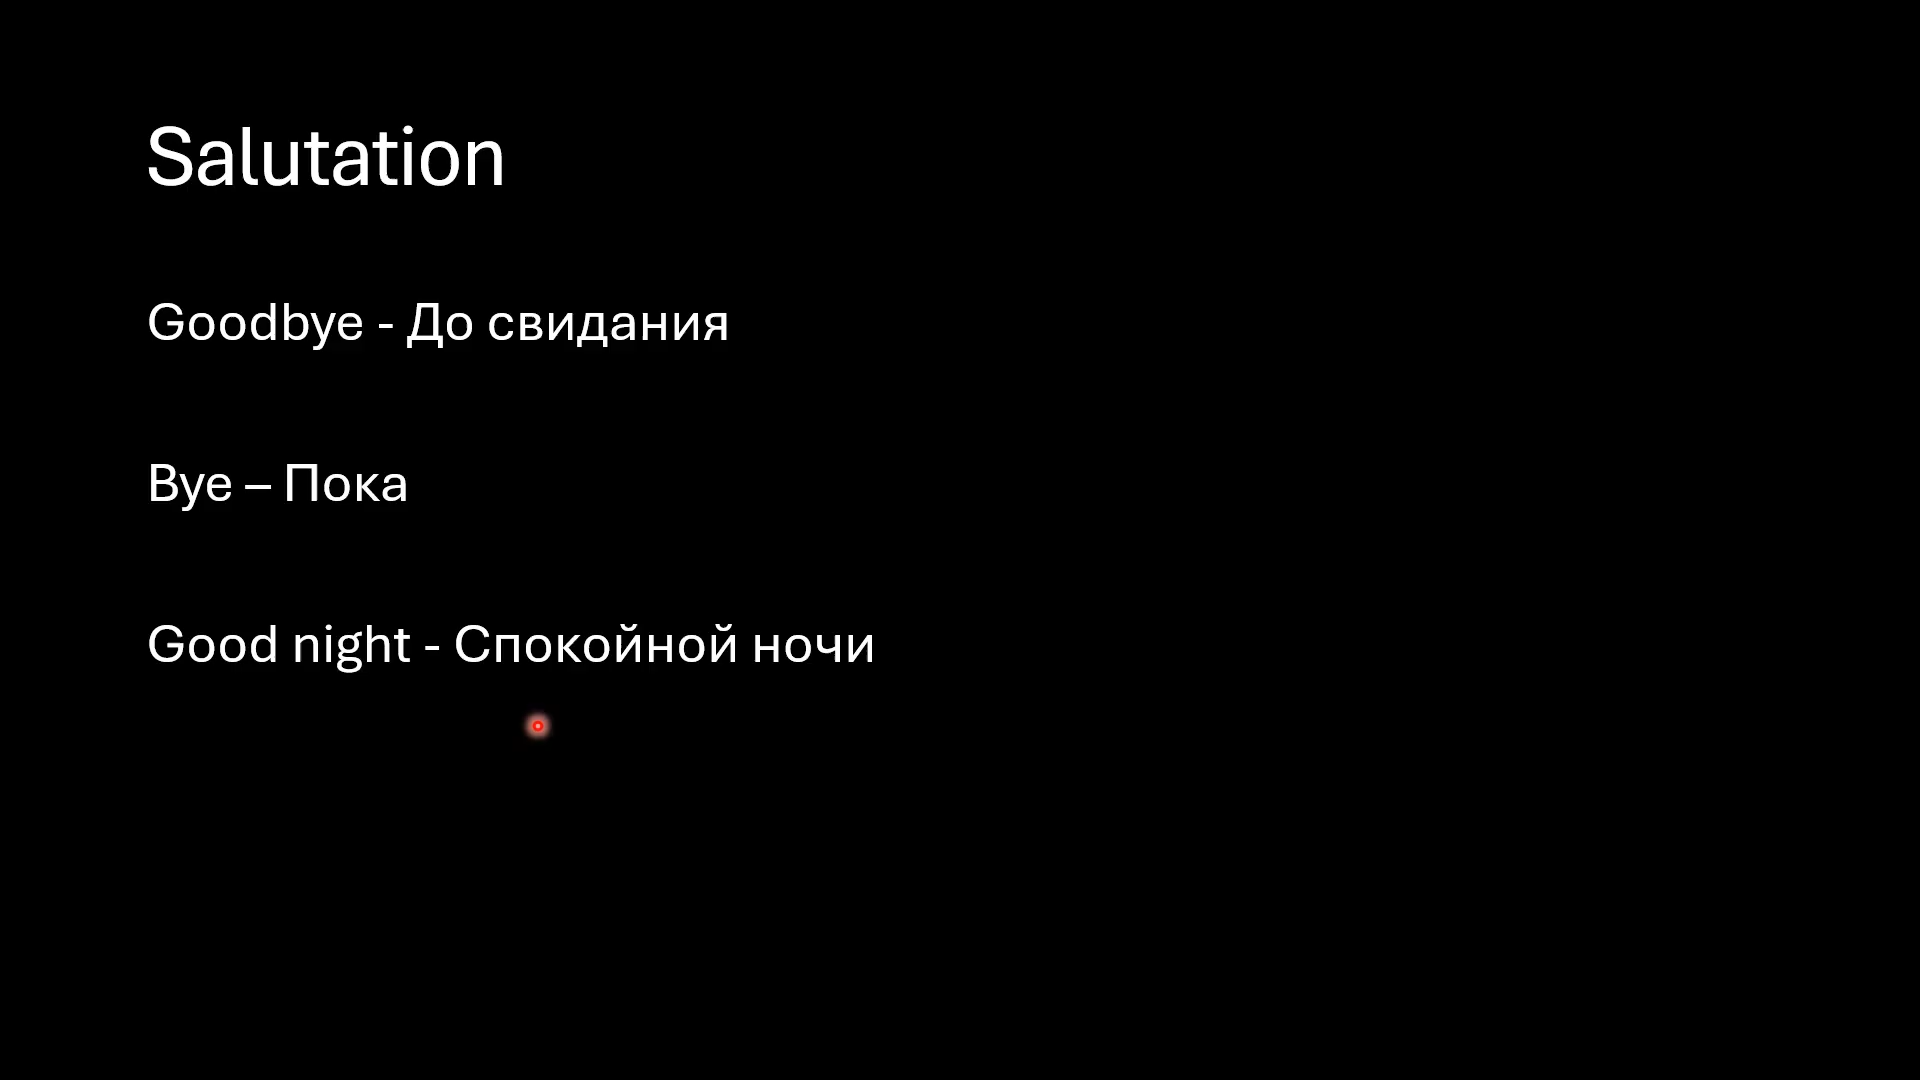 Salutation
Goodbye - До свидания
Bye – Пока
Good night - Спокойной ночи